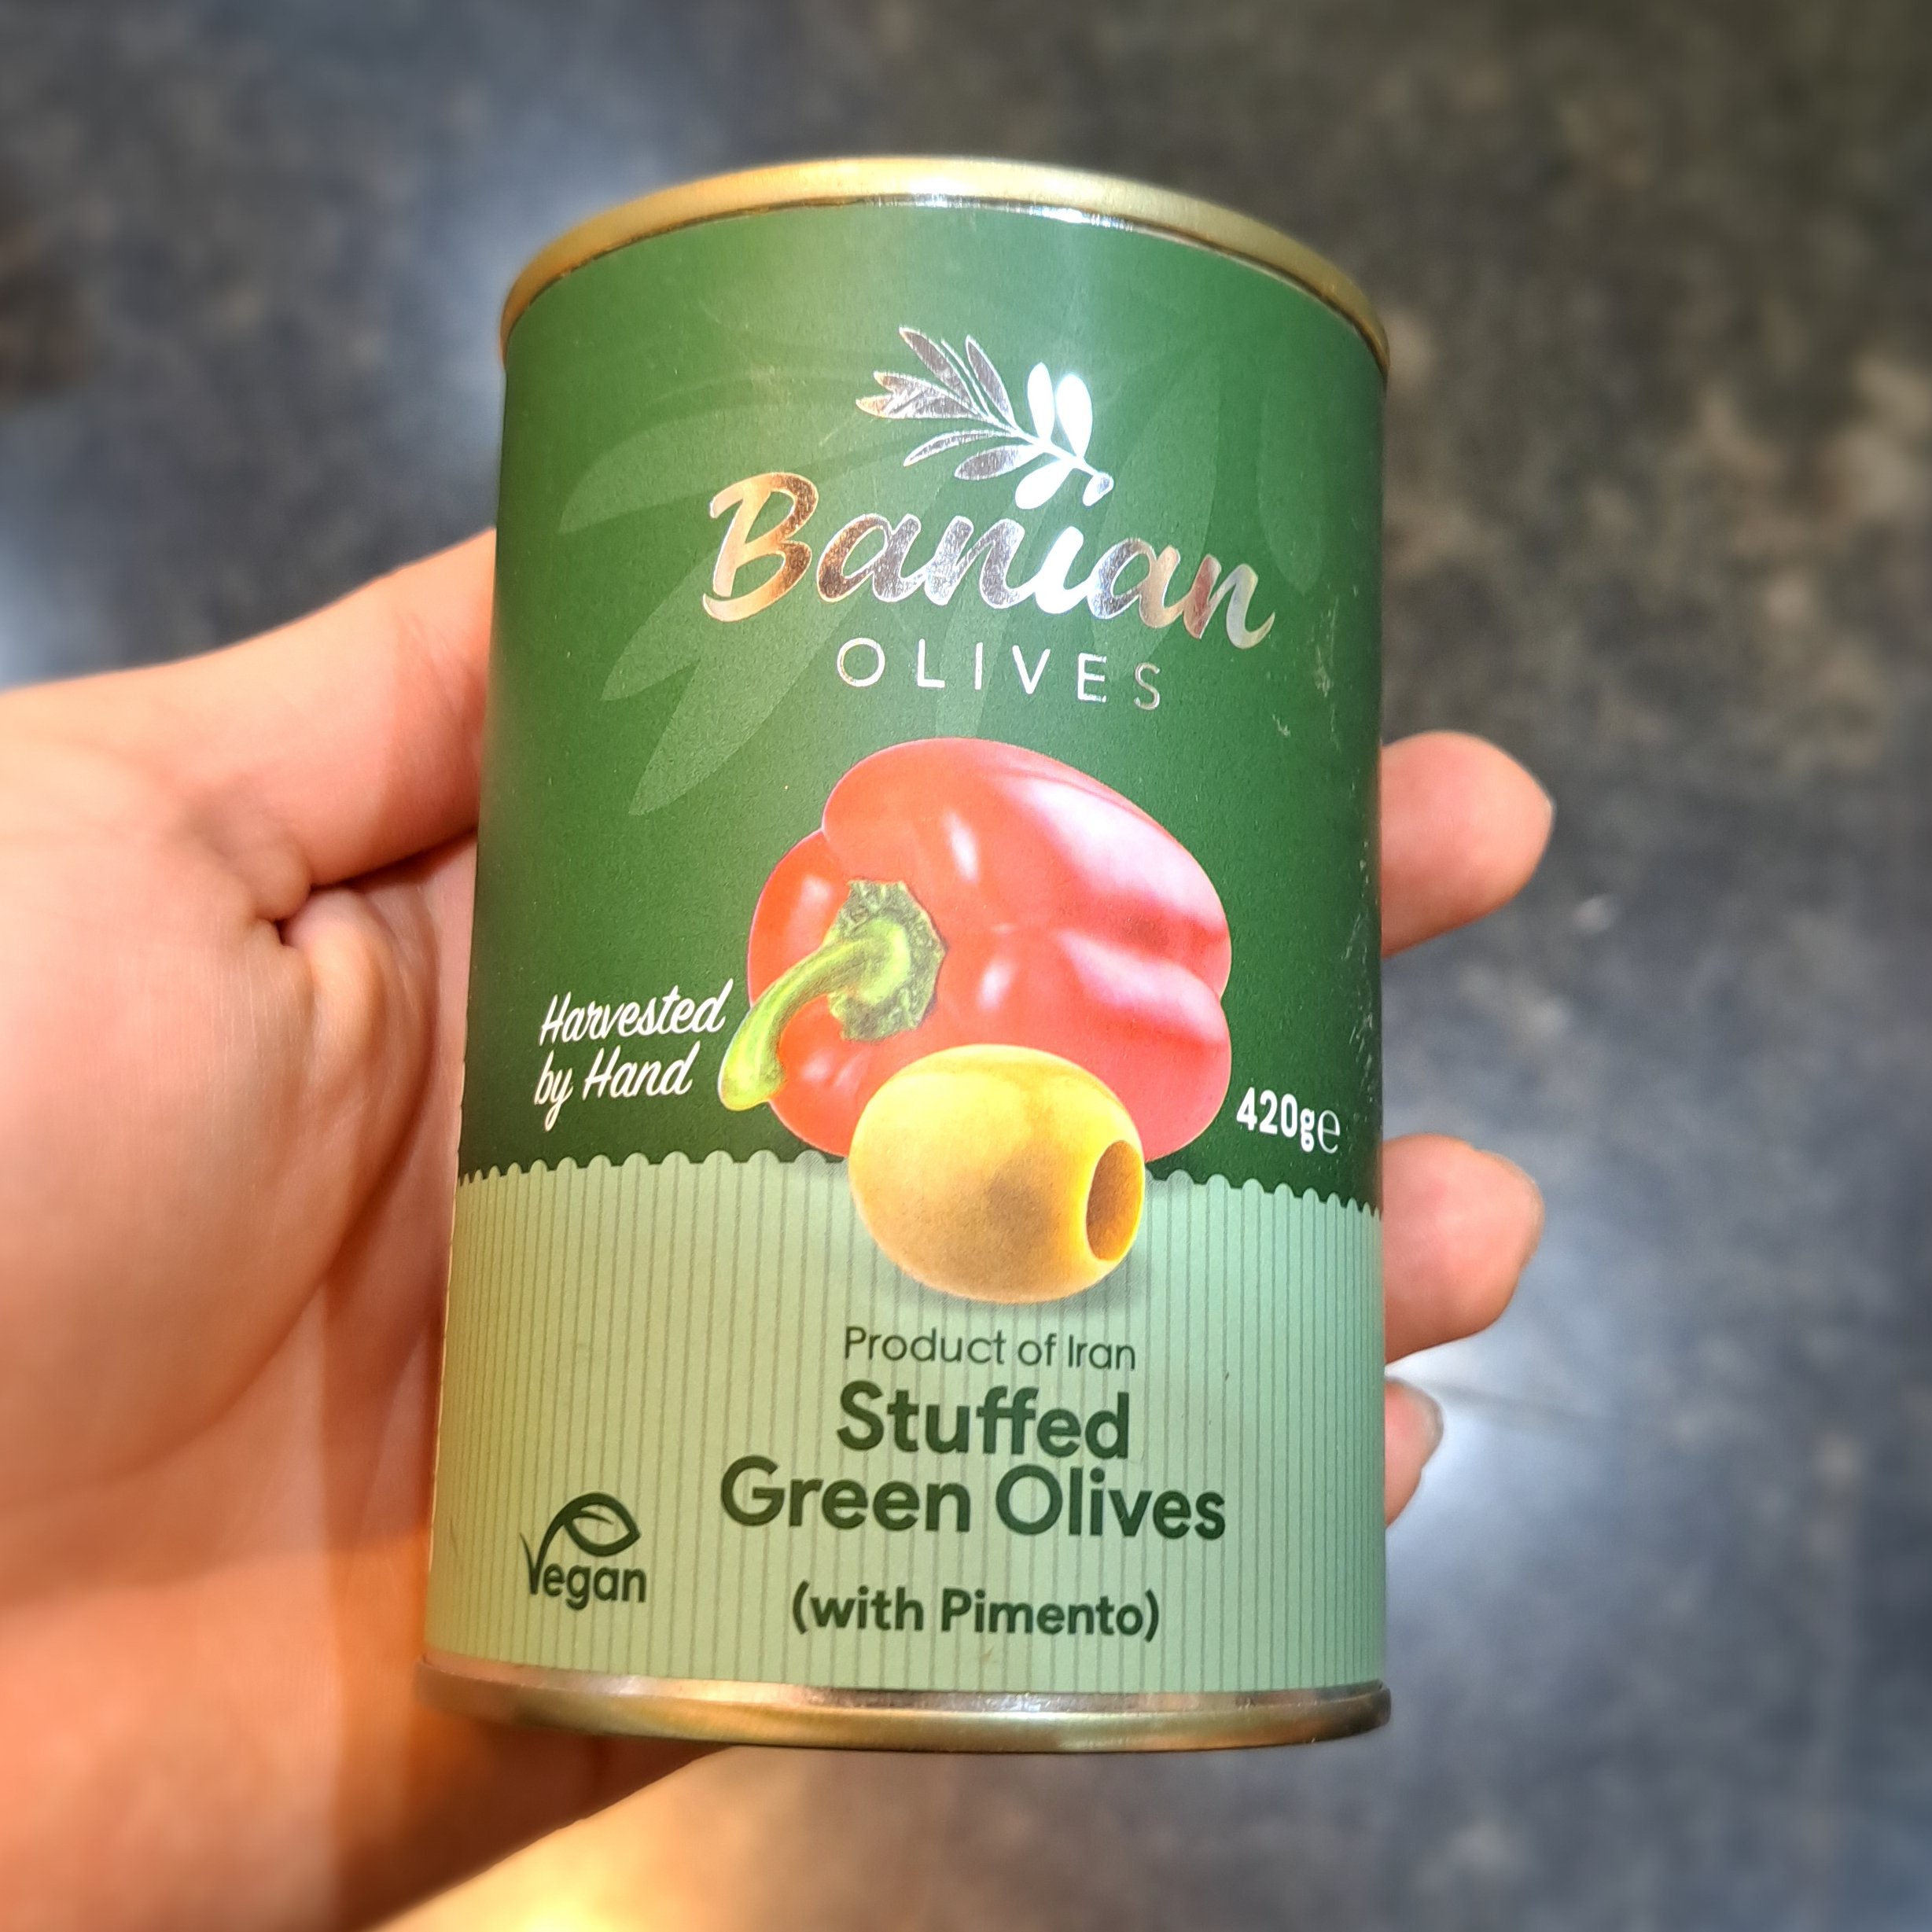 Banian
OLIVES
Harvested
by Hand
420g℮
Product of Iran
Stuffed
Green Olives
(with Pimento)
Vegan